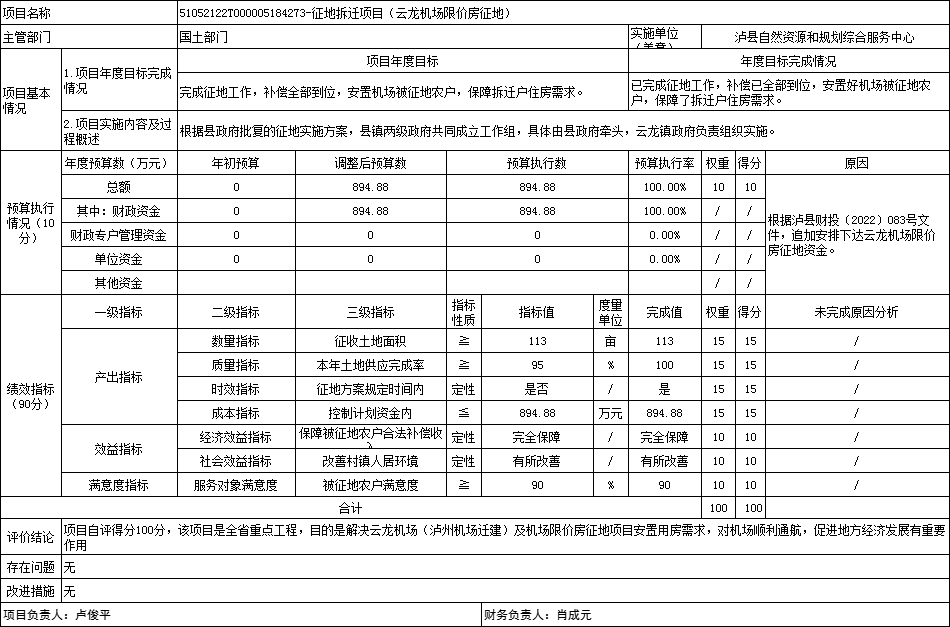 项目名称 51052122T000005184273-征地拆迁项目（云龙机场限价房征地）
主管部门 国土部门 实施单位（盖章） 泸县自然资源和规划综合服务中心
项目基本情况
1.项目年度目标完成情况
项目年度目标 年度目标完成情况
完成征地工作，补偿全部到位，安置机场被征地农户，保障拆迁户住房需求。
已完成征地工作，补偿已全部到位，安置好机场被征地农户，保障了拆迁户住房需求。
2.项目实施内容及过程概述
根据县政府批复的征地实施方案，县镇两级政府共同成立工作组，具体由县政府牵头，云龙镇政府负责组织实施。
预算执行情况（10分）
年度预算数（万元） 年初预算 调整后预算数 预算执行数 预算执行率 权重 得分 原因
总额 0 894.88 894.88 100.00% 10 10
其中：财政资金 0 894.88 894.88 100.00% / /
财政专户管理资金 0 0 0 0.00% / /
单位资金 0 0 0 0.00% / /
其他资金 / /
根据泸县财投（2022）083号文件，追加安排下达云龙机场限价房征地资金。
绩效指标（90分）
一级指标 二级指标 三级指标 指标性质 指标值 度量单位 完成值 权重 得分 未完成原因分析
产出指标
数量指标 征收土地面积 ≧ 113 亩 113 15 15 /
质量指标 本年土地供应完成率 ≧ 95 % 100 15 15 /
时效指标 征地方案规定时间内 定性 是否 / 是 15 15 /
成本指标 控制计划资金内 ≦ 894.88 万元 894.88 15 15 /
效益指标
经济效益指标 保障被征地农户合法补偿收入 定性 完全保障 / 完全保障 10 10 /
社会效益指标 改善村镇人居环境 定性 有所改善 / 有所改善 10 10 /
满意度指标 服务对象满意度 被征地农户满意度 ≧ 90 % 90 10 10 /
合计 100 100
评价结论 项目自评得分100分，该项目是全省重点工程，目的是解决云龙机场（泸州机场迁建）及机场限价房征地项目安置用房需求，对机场顺利通航，促进地方经济发展有重要作用
存在问题 无
改进措施 无
项目负责人：卢俊平 财务负责人：肖成元